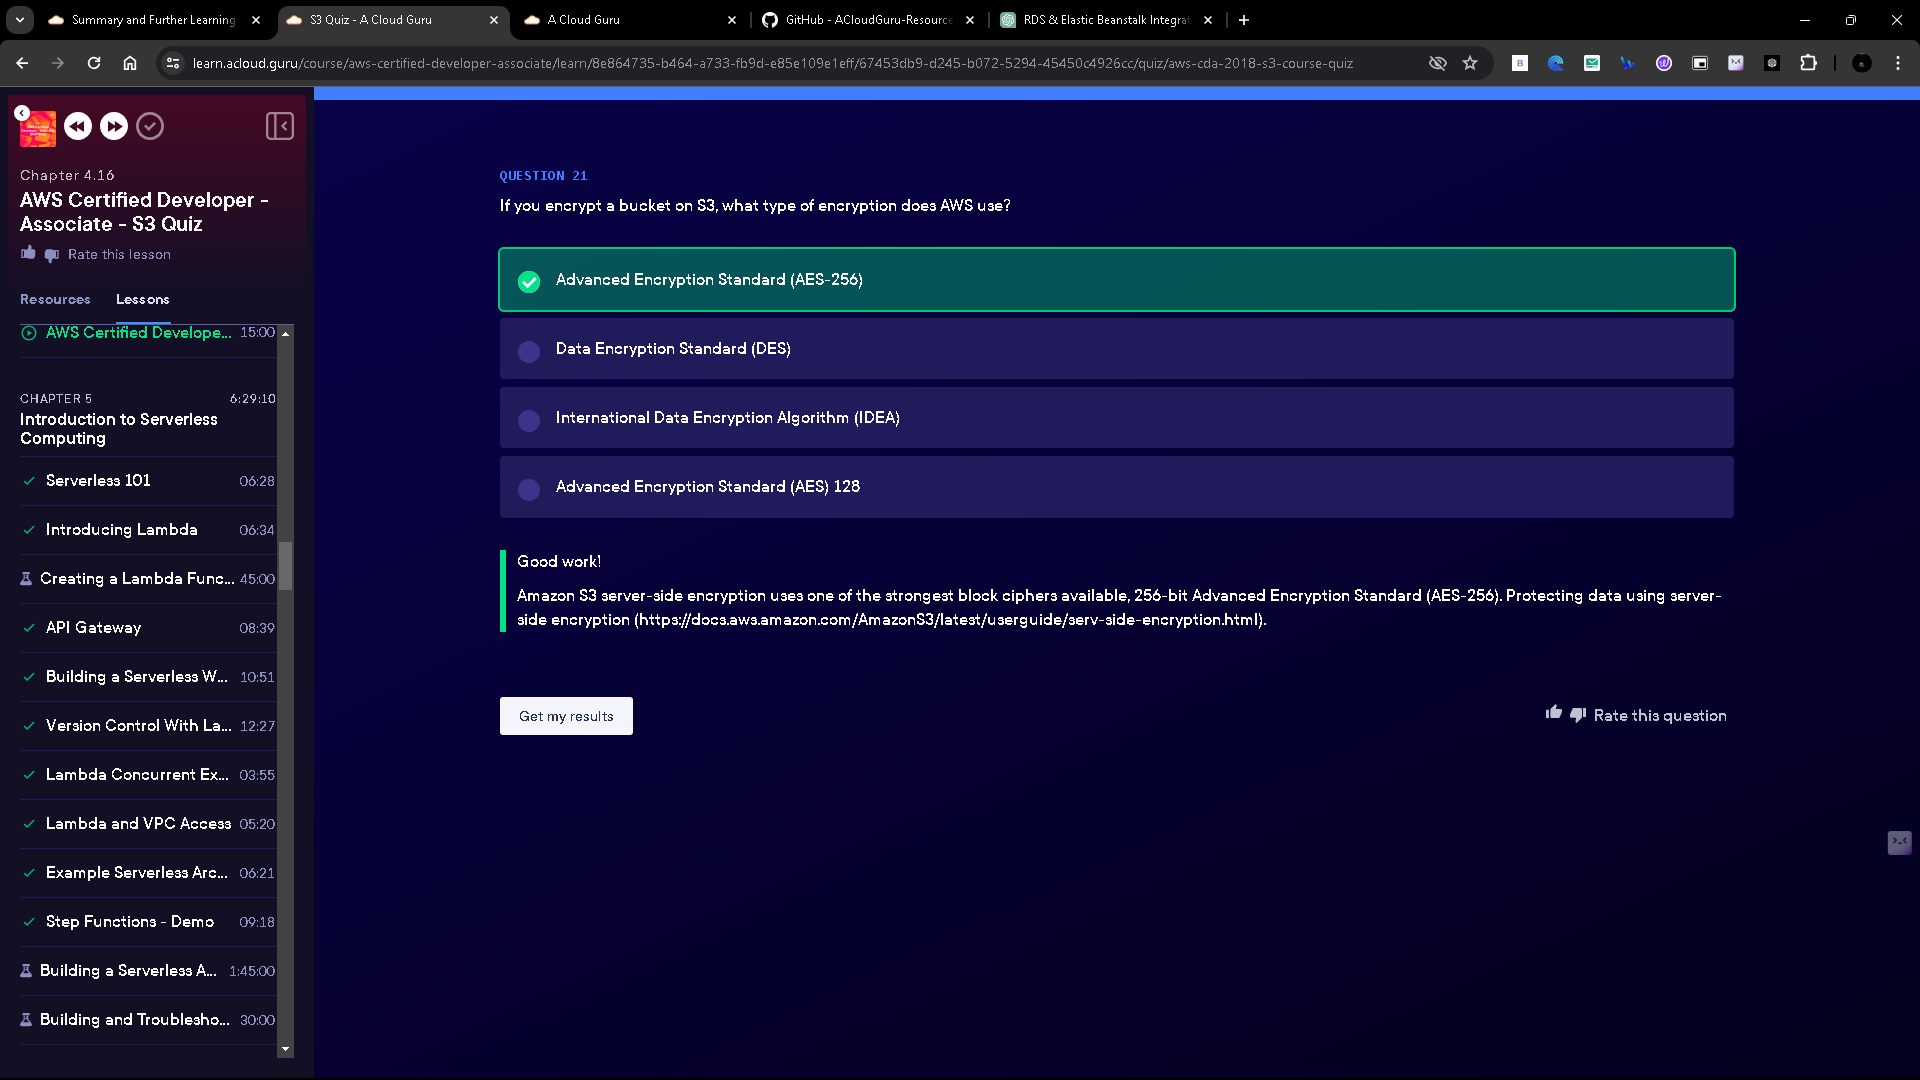 Summary and Further Learning
S3 Quiz - A Cloud Guru
A Cloud Guru
GitHub - ACloudGuru-Resource
RDS & Elastic Beanstalk Integrat
learn.acloud.guru/course/aws-certified-developer-associate/learn/8e864735-b464-a733-fb9d-e85e109e1eff/67453db9-d245-b072-5294-45450c4926cc/quiz/aws-cda-2018-s3-course-quiz
Chapter 4.16
AWS Certified Developer -
Associate - S3 Quiz
Rate this lesson
Resources Lessons
AWS Certified Develope... 15:00
CHAPTER 5 6:29:10
Introduction to Serverless
Computing
Serverless 101 06:28
Introducing Lambda 06:34
Creating a Lambda Func... 45:00
API Gateway 08:39
Building a Serverless W... 10:51
Version Control With La... 12:27
Lambda Concurrent Ex... 03:55
Lambda and VPC Access 05:20
Example Serverless Arc... 06:21
Step Functions - Demo 09:18
Building a Serverless A... 1:45:00
Building and Troublesho... 30:00
QUESTION 21
If you encrypt a bucket on S3, what type of encryption does AWS use?
Advanced Encryption Standard (AES-256)
Data Encryption Standard (DES)
International Data Encryption Algorithm (IDEA)
Advanced Encryption Standard (AES) 128
Good work!
Amazon S3 server-side encryption uses one of the strongest block ciphers available, 256-bit Advanced Encryption Standard (AES-256). Protecting data using server-
side encryption (https://docs.aws.amazon.com/AmazonS3/latest/userguide/serv-side-encryption.html).
Get my results
Rate this question